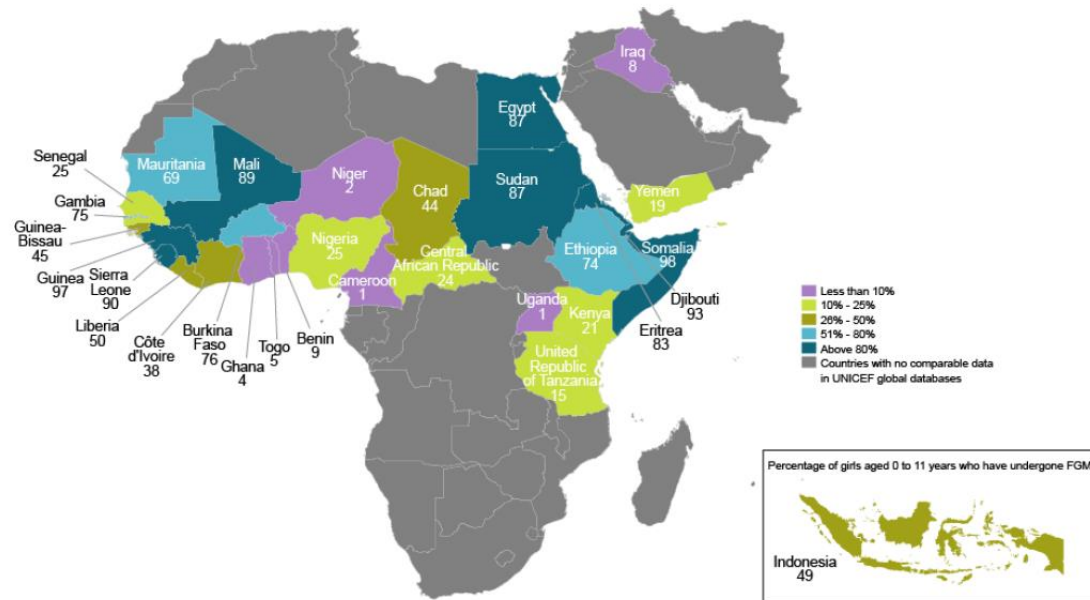 Iraq
8
Egypt
87
Senegal
25
Mauritania
69
Mali
89
Niger
2
Chad
44
Sudan
87
Yemen
19
Gambia
75
Guinea-
Bissau
45
Nigeria
25
Central
African Republic
24
Ethiopia
74
Somalia
98
Guinea
97
Sierra
Leone
90
Cameroon
1
Uganda
1
Kenya
21
Djibouti
93
Liberia
50
Côte
d'Ivoire
38
Burkina
Faso
76
Ghana
4
Togo
5
Benin
9
Eritrea
83
United
Republic
of Tanzania
15
Less than 10%
10% - 25%
26% - 50%
51% - 80%
Above 80%
Countries with no comparable data
in UNICEF global databases
Percentage of girls aged 0 to 11 years who have undergone FGM
Indonesia
49